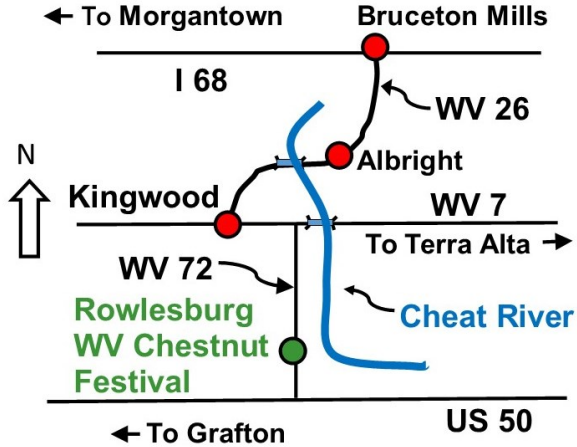 To Morgantown
Bruceton Mills
I 68
WV 26
N
Albright
Kingwood
WV 7
To Terra Alta
WV 72
Rowlesburg
WV Chestnut
Festival
Cheat River
US 50
To Grafton